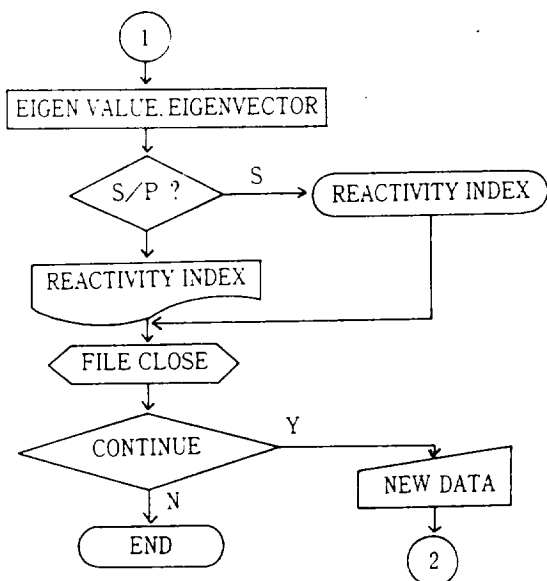 1
EIGEN VALUE. EIGENVECTOR
S/P ?
S
REACTIVITY INDEX
REACTIVITY INDEX
FILE CLOSE
CONTINUE
Y
N
NEW DATA
END
2